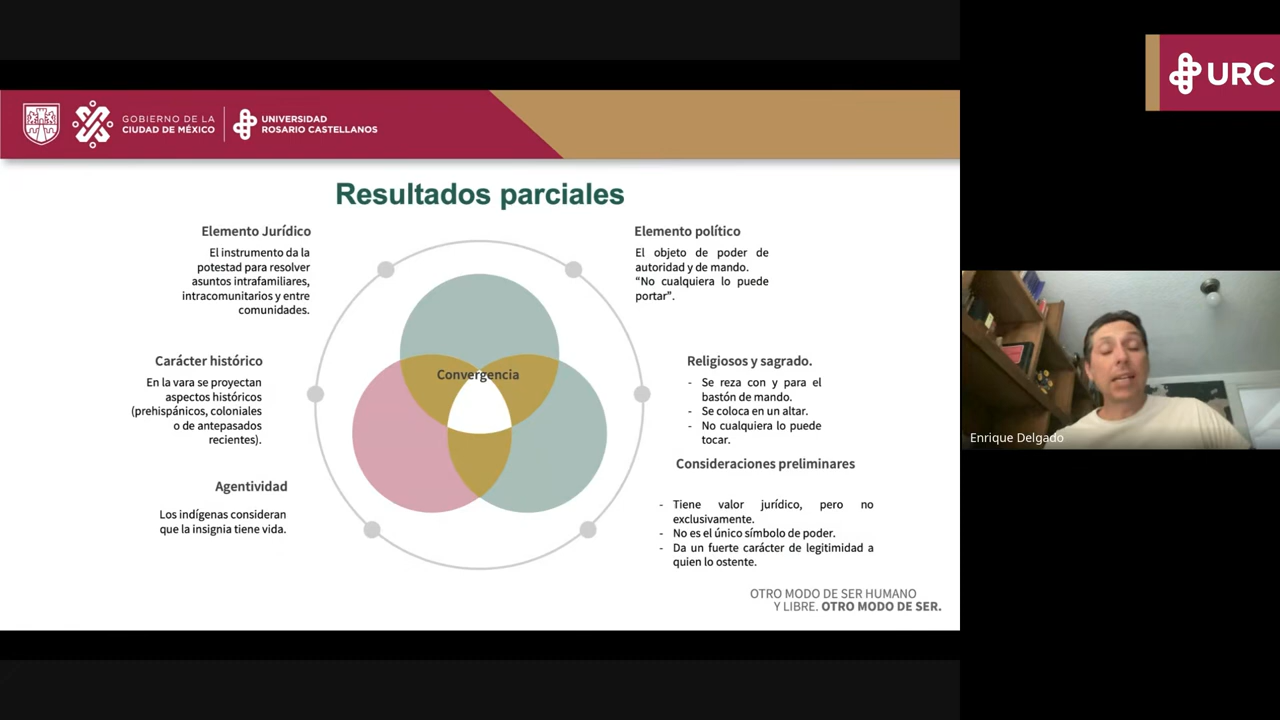 GOBIERNO DE LA
CIUDAD DE MÉXICO
UNIVERSIDAD
ROSARIO CASTELLANOS
URC
Resultados parciales
Elemento Jurídico
El instrumento da la
potestad para resolver
asuntos intrafamiliares,
intracomunitarios y entre
comunidades.
Elemento político
El objeto de poder de
autoridad y de mando.
“No cualquiera lo puede
portar”.
Carácter histórico
En la vara se proyectan
aspectos históricos
(prehispánicos, coloniales
o de antepasados
recientes).
Convergencia
Religiosos y sagrado.
- Se reza con y para el
bastón de mando.
- Se coloca en un altar.
- No cualquiera lo puede
tocar.
Agentividad
Los indígenas consideran
que la insignia tiene vida.
Consideraciones preliminares
- Tiene valor jurídico, pero no
exclusivamente.
- No es el único símbolo de poder.
- Da un fuerte carácter de legitimidad a
quien lo ostente.
OTRO MODO DE SER HUMANO
Y LIBRE. OTRO MODO DE SER.
Enrique Delgado